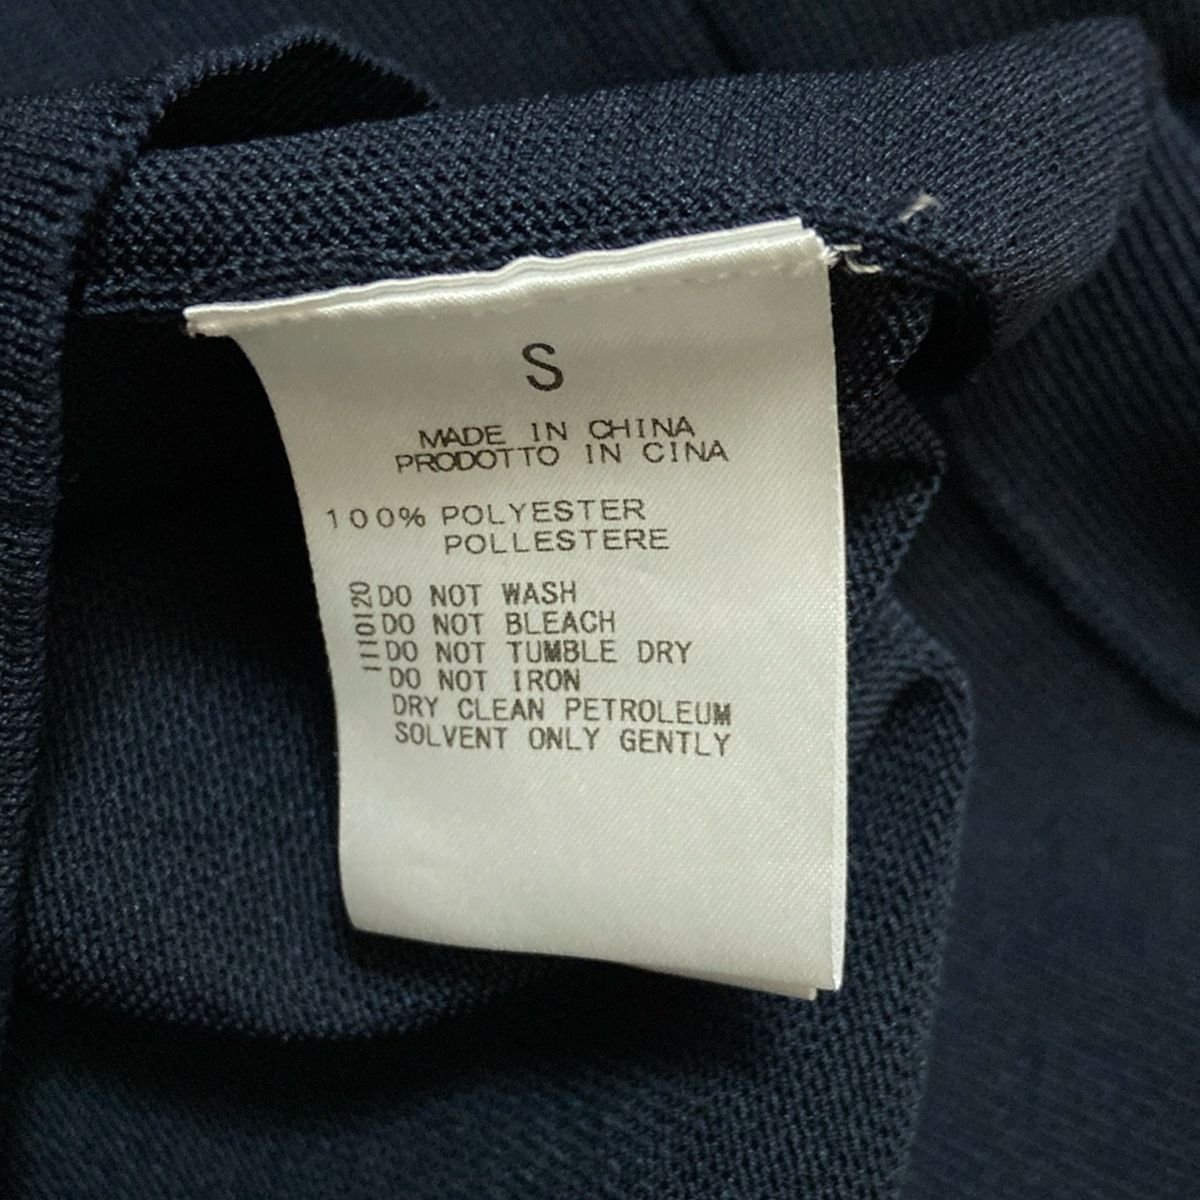 S
MADE IN CHINA
PRODOTTO IN CINA
100% POLYESTER
POLLESTERE
1110120
DO NOT WASH
DO NOT BLEACH
DO NOT TUMBLE DRY
DO NOT IRON
DRY CLEAN PETROLEUM
SOLVENT ONLY GENTLY